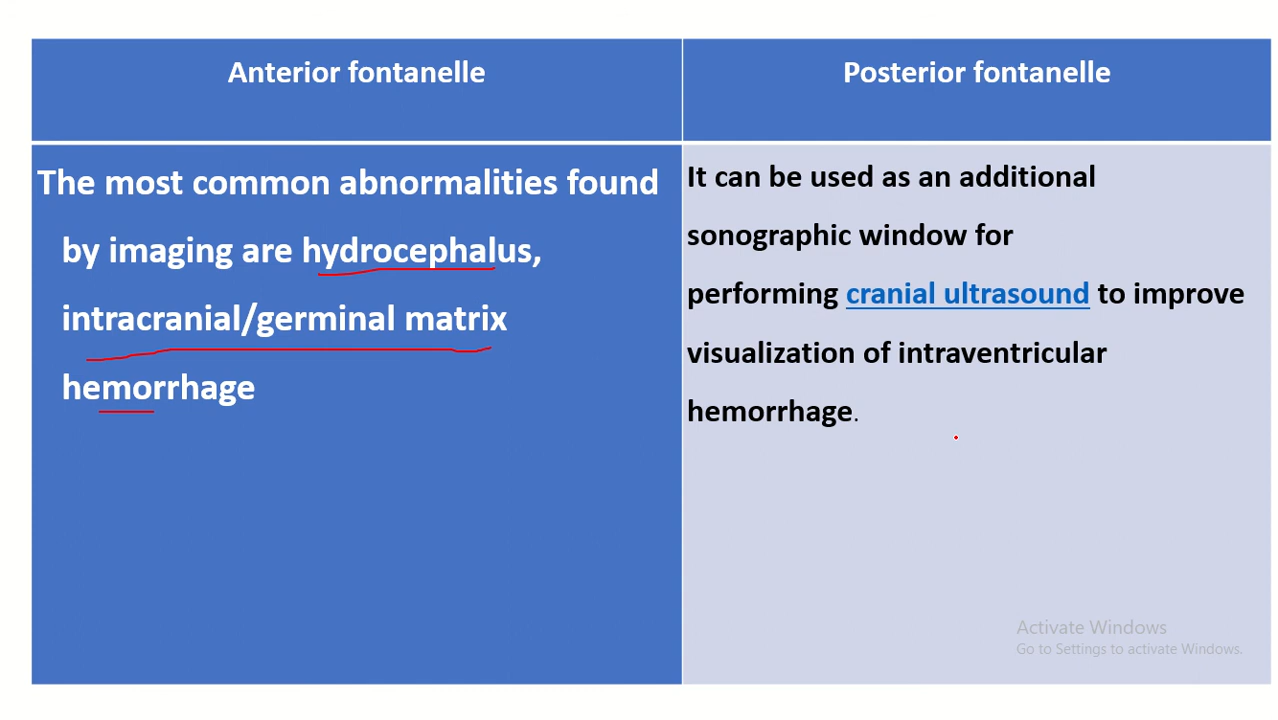 Anterior fontanelle
Posterior fontanelle
The most common abnormalities found
by imaging are hydrocephalus,
intracranial/germinal matrix
hemorrhage
It can be used as an additional
sonographic window for
performing cranial ultrasound to improve
visualization of intraventricular
hemorrhage.
Activate Windows
Go to Settings to activate Windows.